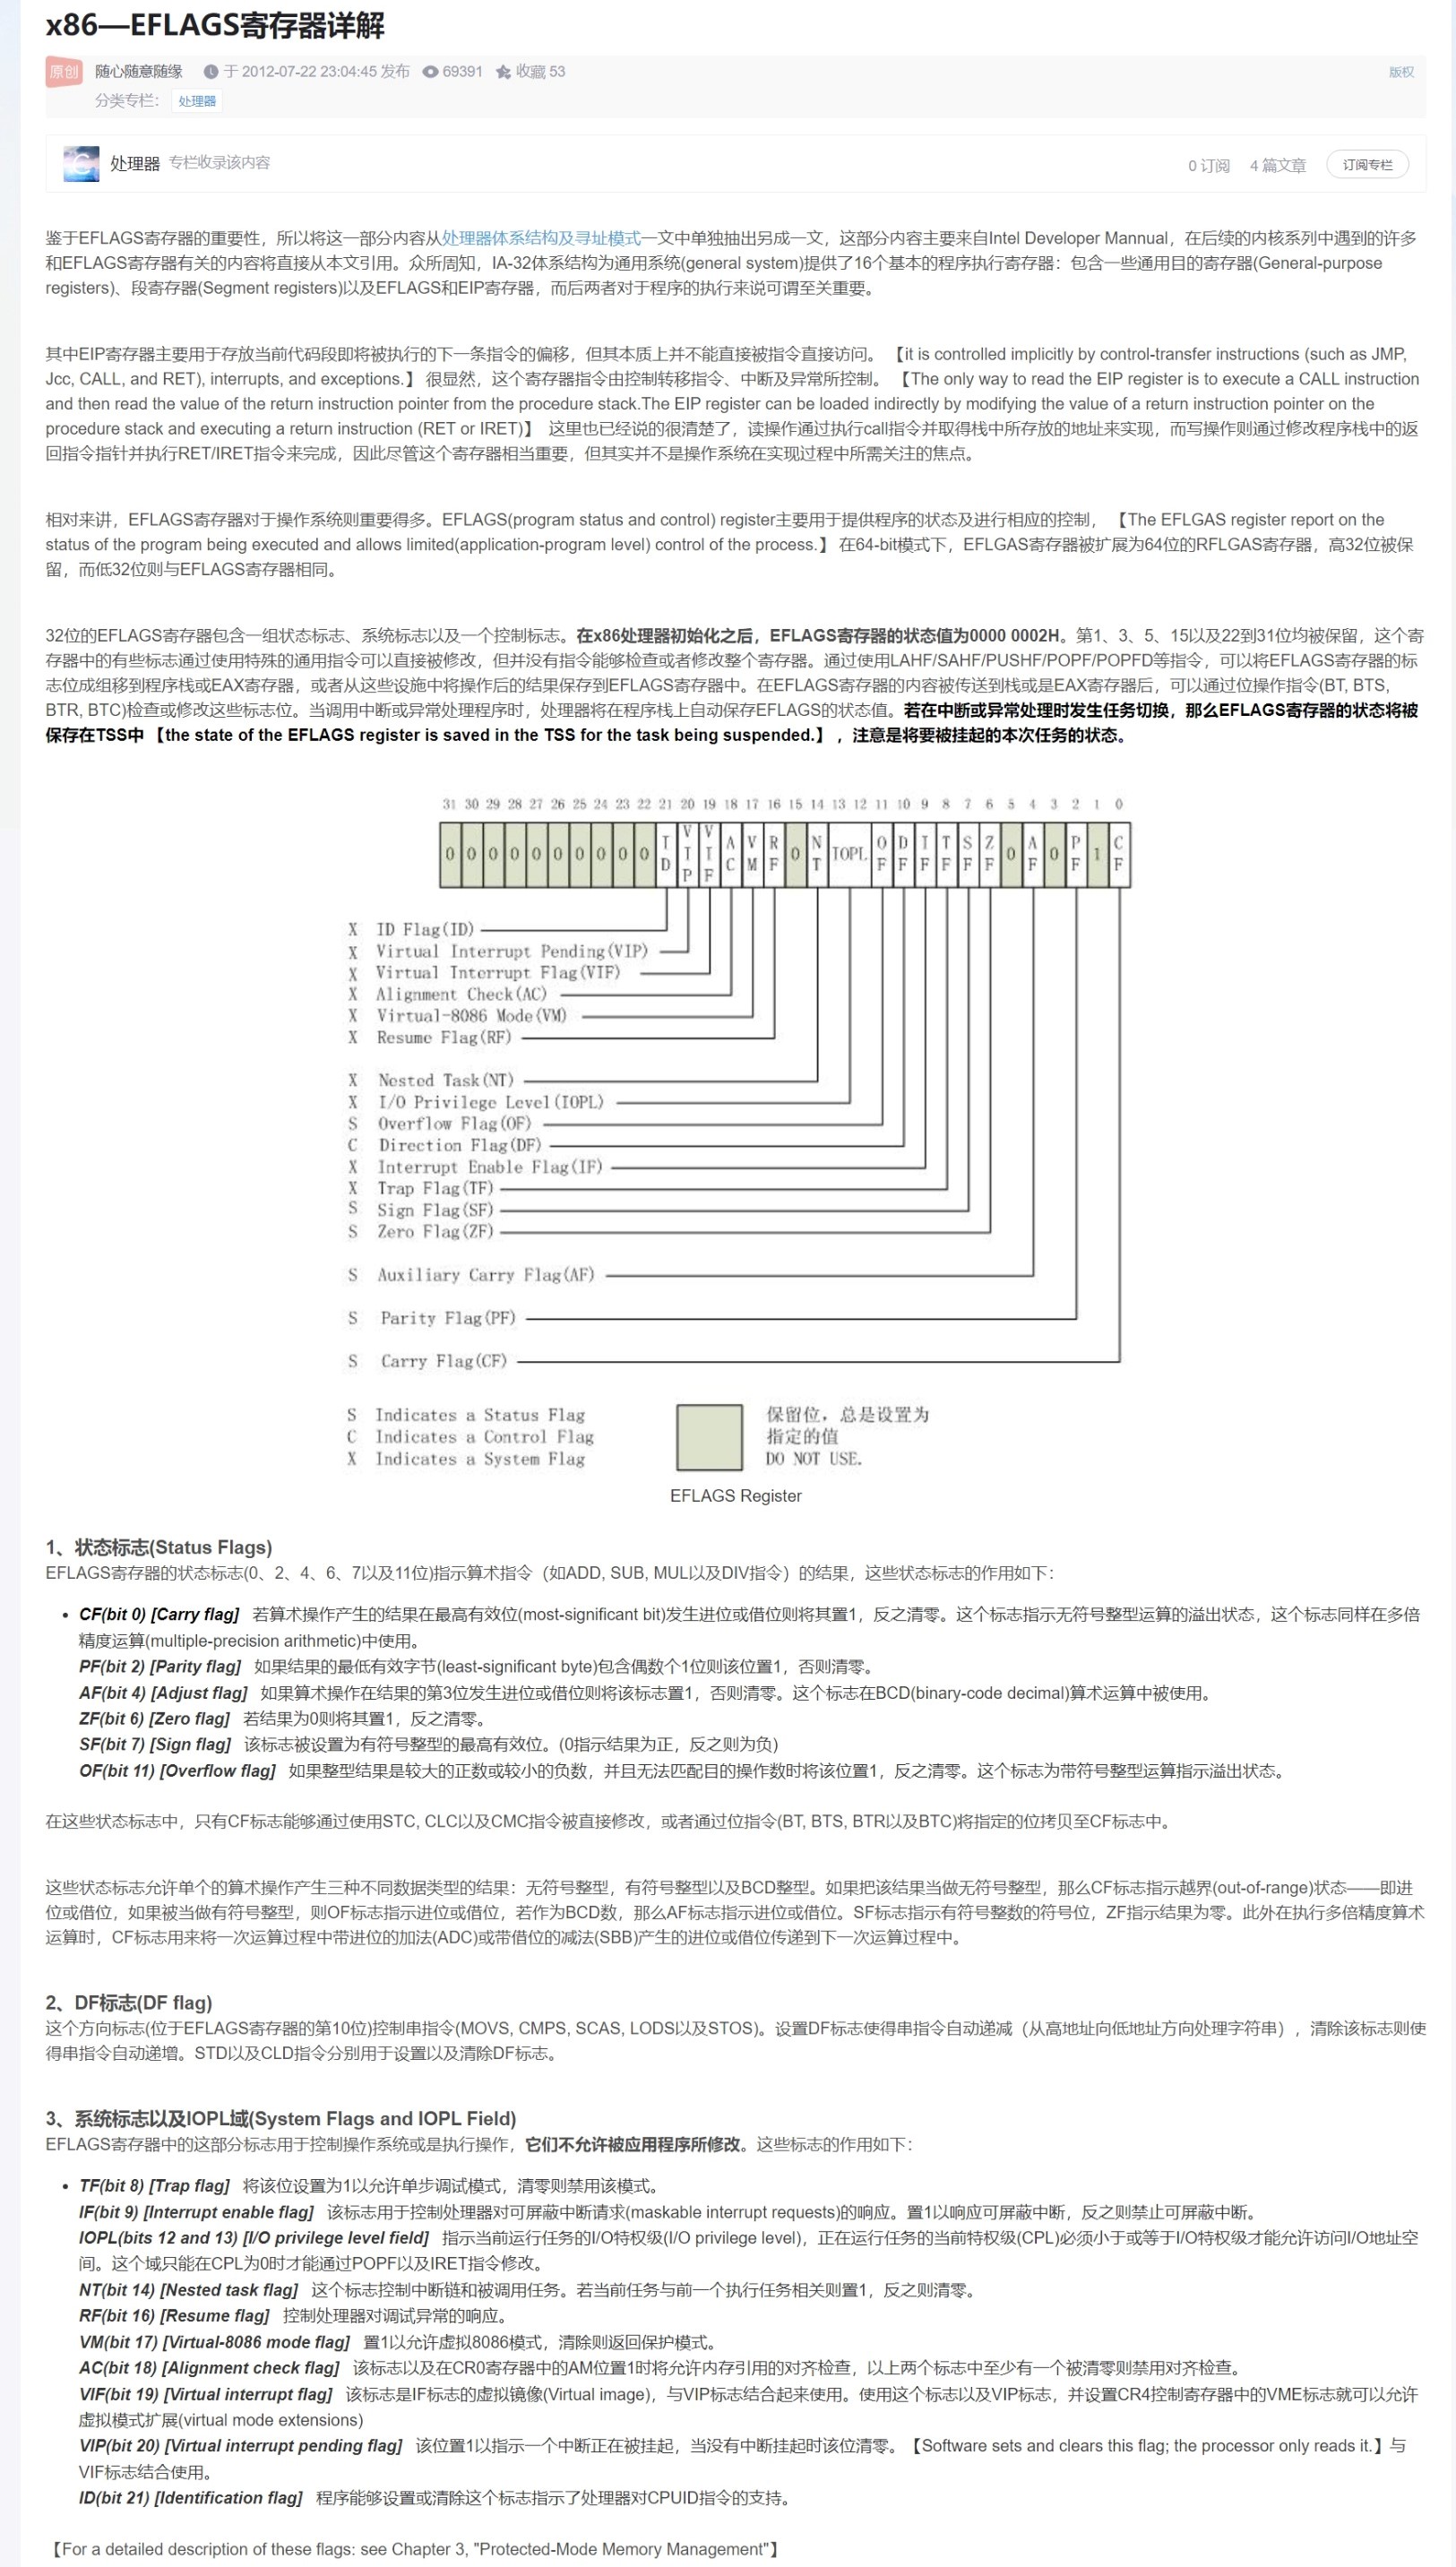 x86—EFLAGS寄存器详解
原创 随心随意随缘 于 2012-07-22 23:04:45 发布 69391 收藏 53 版权
分类专栏： 处理器
处理器 专栏收录该内容 0 订阅 4 篇文章 订阅专栏
鉴于EFLAGS寄存器的重要性，所以将这一部分内容从处理器体系结构及寻址模式一文中单独抽出另成一文，这部分内容主要来自Intel Developer Mannual，在后续的内核系列中遇到的许多
和EFLAGS寄存器有关的内容将直接从本文引用。众所周知，IA-32体系结构为通用系统(general system)提供了16个基本的程序执行寄存器：包含一些通用目的寄存器(General-purpose
registers)、段寄存器(Segment registers)以及EFLAGS和EIP寄存器，而后两者对于程序的执行来说可谓至关重要。
其中EIP寄存器主要用于存放当前代码段即将被执行的下一条指令的偏移，但其本质上并不能直接被指令直接访问。 【it is controlled implicitly by control-transfer instructions (such as JMP,
Jcc, CALL, and RET), interrupts, and exceptions.】 很显然，这个寄存器指令由控制转移指令、中断及异常所控制。 【The only way to read the EIP register is to execute a CALL instruction
and then read the value of the return instruction pointer from the procedure stack.The EIP register can be loaded indirectly by modifying the value of a return instruction pointer on the
procedure stack and executing a return instruction (RET or IRET)】 这里也已经说的很清楚了，读操作通过执行call指令并取得栈中所存放的地址来实现，而写操作则通过修改程序栈中的返
回指令指针并执行RET/IRET指令来完成，因此尽管这个寄存器相当重要，但其实并不是操作系统在实现过程中所需关注的焦点。
相对来讲，EFLAGS寄存器对于操作系统则重要得多。EFLAGS(program status and control) register主要用于提供程序的状态及进行相应的控制， 【The EFLGAS register report on the
status of the program being executed and allows limited(application-program level) control of the process.】 在64-bit模式下，EFLGAS寄存器被扩展为64位的RFLGAS寄存器，高32位被保
留，而低32位则与EFLAGS寄存器相同。
32位的EFLAGS寄存器包含一组状态标志、系统标志以及一个控制标志。在x86处理器初始化之后，EFLAGS寄存器的状态值为0000 0002H。第1、3、5、15以及22到31位均被保留，这个寄
存器中的有些标志通过使用特殊的通用指令可以直接被修改，但并没有指令能够检查或者修改整个寄存器。通过使用LAHF/SAHF/PUSHF/POPF/POPFD等指令，可以将EFLAGS寄存器的标
志位成组移到程序栈或EAX寄存器，或者从这些设施中将操作后的结果保存到EFLAGS寄存器中。在EFLAGS寄存器的内容被传送到栈或是EAX寄存器后，可以通过位操作指令(BT, BTS,
BTR, BTC)检查或修改这些标志位。当调用中断或异常处理程序时，处理器将在程序栈上自动保存EFLAGS的状态值。若在中断或异常处理时发生任务切换，那么EFLAGS寄存器的状态将被
保存在TSS中 【the state of the EFLAGS register is saved in the TSS for the task being suspended.】 ，注意是将要被挂起的本次任务的状态。
31 30 29 28 27 26 25 24 23 22 21 20 19 18 17 16 15 14 13 12 11 10 9 8 7 6 5 4 3 2 1 0
0 0 0 0 0 0 0 0 0 0 ID VIP VIF AC VM RF 0 NT IOPL OF DF IF TF SF ZF 0 AF 0 PF 1 CF
X ID Flag(ID)
X Virtual Interrupt Pending(VIP)
X Virtual Interrupt Flag(VIF)
X Alignment Check(AC)
X Virtual-8086 Mode(VM)
X Resume Flag(RF)
X Nested Task(NT)
X I/O Privilege Level(IOPL)
S Overflow Flag(OF)
C Direction Flag(DF)
X Interrupt Enable Flag(IF)
X Trap Flag(TF)
S Sign Flag(SF)
S Zero Flag(ZF)
S Auxiliary Carry Flag(AF)
S Parity Flag(PF)
S Carry Flag(CF)
S Indicates a Status Flag
C Indicates a Control Flag
X Indicates a System Flag
保留位，总是设置为
指定的值
DO NOT USE.
EFLAGS Register
1、状态标志(Status Flags)
EFLAGS寄存器的状态标志(0、2、4、6、7以及11位)指示算术指令（如ADD, SUB, MUL以及DIV指令）的结果，这些状态标志的作用如下：
• CF(bit 0) [Carry flag] 若算术操作产生的结果在最高有效位(most-significant bit)发生进位或借位则将其置1，反之清零。这个标志指示无符号整型运算的溢出状态，这个标志同样在多倍
精度运算(multiple-precision arithmetic)中使用。
PF(bit 2) [Parity flag] 如果结果的最低有效字节(least-significant byte)包含偶数个1位则该位置1，否则清零。
AF(bit 4) [Adjust flag] 如果算术操作在结果的第3位发生进位或借位则将该标志置1，否则清零。这个标志在BCD(binary-code decimal)算术运算中被使用。
ZF(bit 6) [Zero flag] 若结果为0则将其置1，反之清零。
SF(bit 7) [Sign flag] 该标志被设置为有符号整型的最高有效位。(0指示结果为正，反之则为负)
OF(bit 11) [Overflow flag] 如果整型结果是较大的正数或较小的负数，并且无法匹配目的操作数时将该位置1，反之清零。这个标志为带符号整型运算指示溢出状态。
在这些状态标志中，只有CF标志能够通过使用STC, CLC以及CMC指令被直接修改，或者通过位指令(BT, BTS, BTR以及BTC)将指定的位拷贝至CF标志中。
这些状态标志允许单个的算术操作产生三种不同数据类型的结果：无符号整型，有符号整型以及BCD整型。如果把该结果当做无符号整型，那么CF标志指示越界(out-of-range)状态——即进
位或借位，如果被当做有符号整型，则OF标志指示进位或借位，若作为BCD数，那么AF标志指示进位或借位。SF标志指示有符号整数的符号位，ZF指示结果为零。此外在执行多倍精度算术
运算时，CF标志用来将一次运算过程中带进位的加法(ADC)或带借位的减法(SBB)产生的进位或借位传递到下一次运算过程中。
2、DF标志(DF flag)
这个方向标志(位于EFLAGS寄存器的第10位)控制串指令(MOVS, CMPS, SCAS, LODS以及STOS)。设置DF标志使得串指令自动递减（从高地址向低地址方向处理字符串），清除该标志则使
得串指令自动递增。STD以及CLD指令分别用于设置以及清除DF标志。
3、系统标志以及IOPL域(System Flags and IOPL Field)
EFLAGS寄存器中的这部分标志用于控制操作系统或是执行操作，它们不允许被应用程序所修改。这些标志的作用如下：
• TF(bit 8) [Trap flag] 将该位设置为1以允许单步调试模式，清零则禁用该模式。
IF(bit 9) [Interrupt enable flag] 该标志用于控制处理器对可屏蔽中断请求(maskable interrupt requests)的响应。置1以响应可屏蔽中断，反之则禁止可屏蔽中断。
IOPL(bits 12 and 13) [I/O privilege level field] 指示当前运行任务的I/O特权级(I/O privilege level)，正在运行任务的当前特权级(CPL)必须小于或等于I/O特权级才能允许访问I/O地址空
间。这个域只能在CPL为0时才能通过POPF以及IRET指令修改。
NT(bit 14) [Nested task flag] 这个标志控制中断链和被调用任务。若当前任务与前一个执行任务相关则置1，反之则清零。
RF(bit 16) [Resume flag] 控制处理器对调试异常的响应。
VM(bit 17) [Virtual-8086 mode flag] 置1以允许虚拟8086模式，清除则返回保护模式。
AC(bit 18) [Alignment check flag] 该标志以及在CR0寄存器中的AM位置1时将允许内存引用的对齐检查，以上两个标志中至少有一个被清零则禁用对齐检查。
VIF(bit 19) [Virtual interrupt flag] 该标志是IF标志的虚拟镜像(Virtual image)，与VIP标志结合起来使用。使用这个标志以及VIP标志，并设置CR4控制寄存器中的VME标志就可以允许
虚拟模式扩展(virtual mode extensions)
VIP(bit 20) [Virtual interrupt pending flag] 该位置1以指示一个中断正在被挂起，当没有中断挂起时该位清零。【Software sets and clears this flag; the processor only reads it.】与
VIF标志结合使用。
ID(bit 21) [Identification flag] 程序能够设置或清除这个标志指示了处理器对CPUID指令的支持。
【For a detailed description of these flags: see Chapter 3, "Protected-Mode Memory Management"】